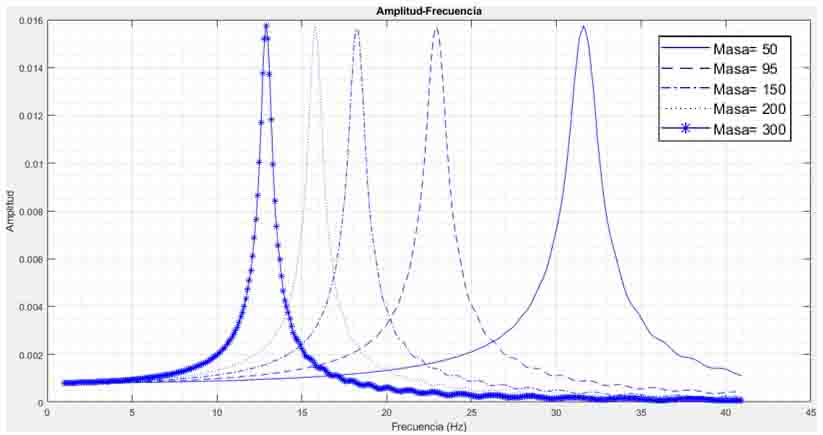 Amplitud-Frecuencia
0.016
0.014
0.012
0.01
0.008
0.006
0.004
0.002
0
Amplitud
Masa= 50
Masa= 95
Masa= 150
Masa= 200
Masa= 300
0 5 10 15 20 25 30 35 40 45
Frecuencia (Hz)